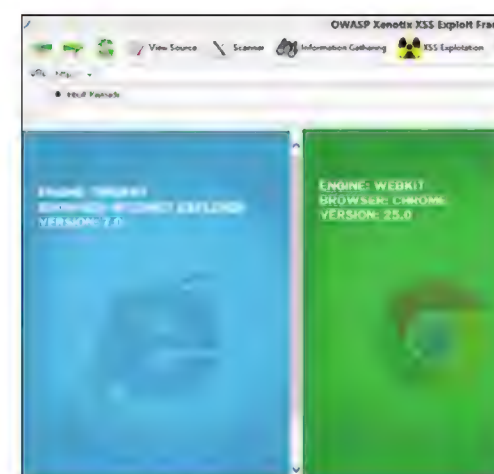 OWASP Xenotix XSS Exploit Fra
View Source Scanner Information Gathering XSS Exploitation
URL
ENGINE: TRIDENT
BROWSER: INTERNET EXPLORER
VERSION: 7.0
ENGINE: WEBKIT
BROWSER: CHROME
VERSION: 25.0